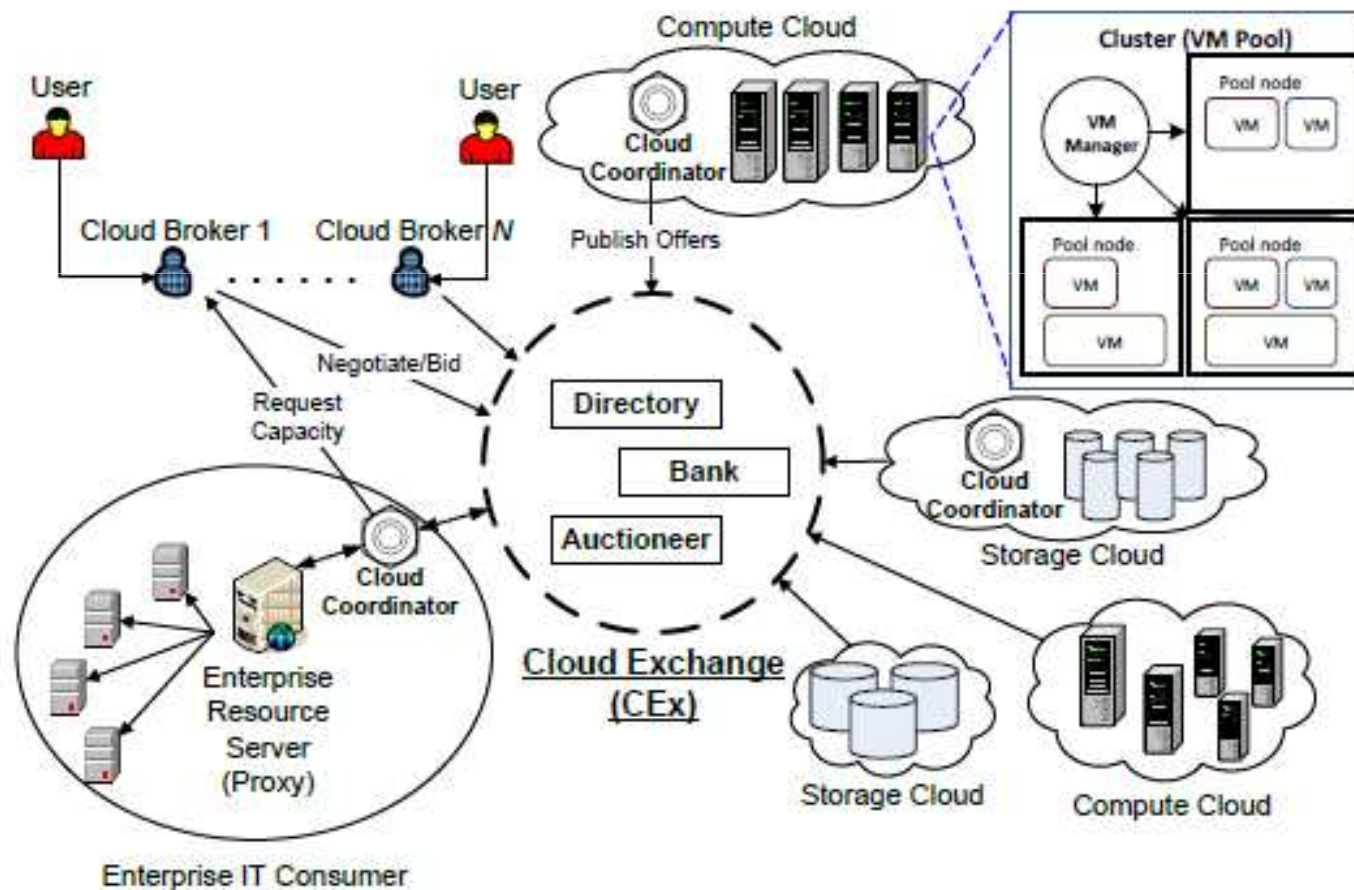 Compute Cloud
Cluster (VM Pool)
User
User
Pool node
VM
VM
VM
Manager
Cloud
Coordinator
Cloud Broker 1
Cloud Broker N
Publish Offers
Pool node
VM
VM
Pool node
VM
VM
VM
Negotiate/Bid
Request
Capacity
Directory
Bank
Auctioneer
Cloud
Coordinator
Storage Cloud
Cloud
Coordinator
Cloud Exchange
(CEx)
Enterprise
Resource
Server
(Proxy)
Storage Cloud
Compute Cloud
Enterprise IT Consumer